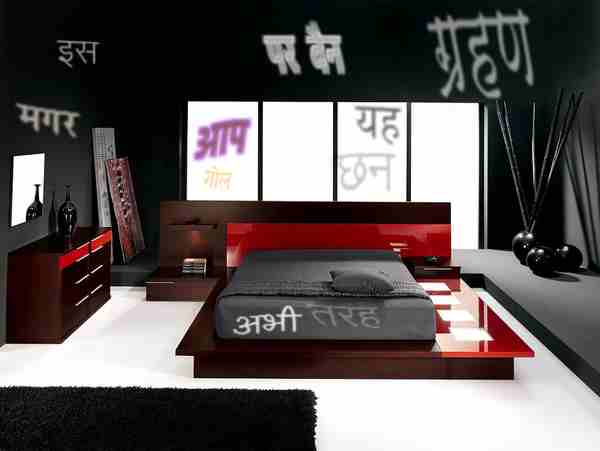 इस
पर बैन
ग्रहण
मगर
आप
यह
गोल
छन
अभी
तरह